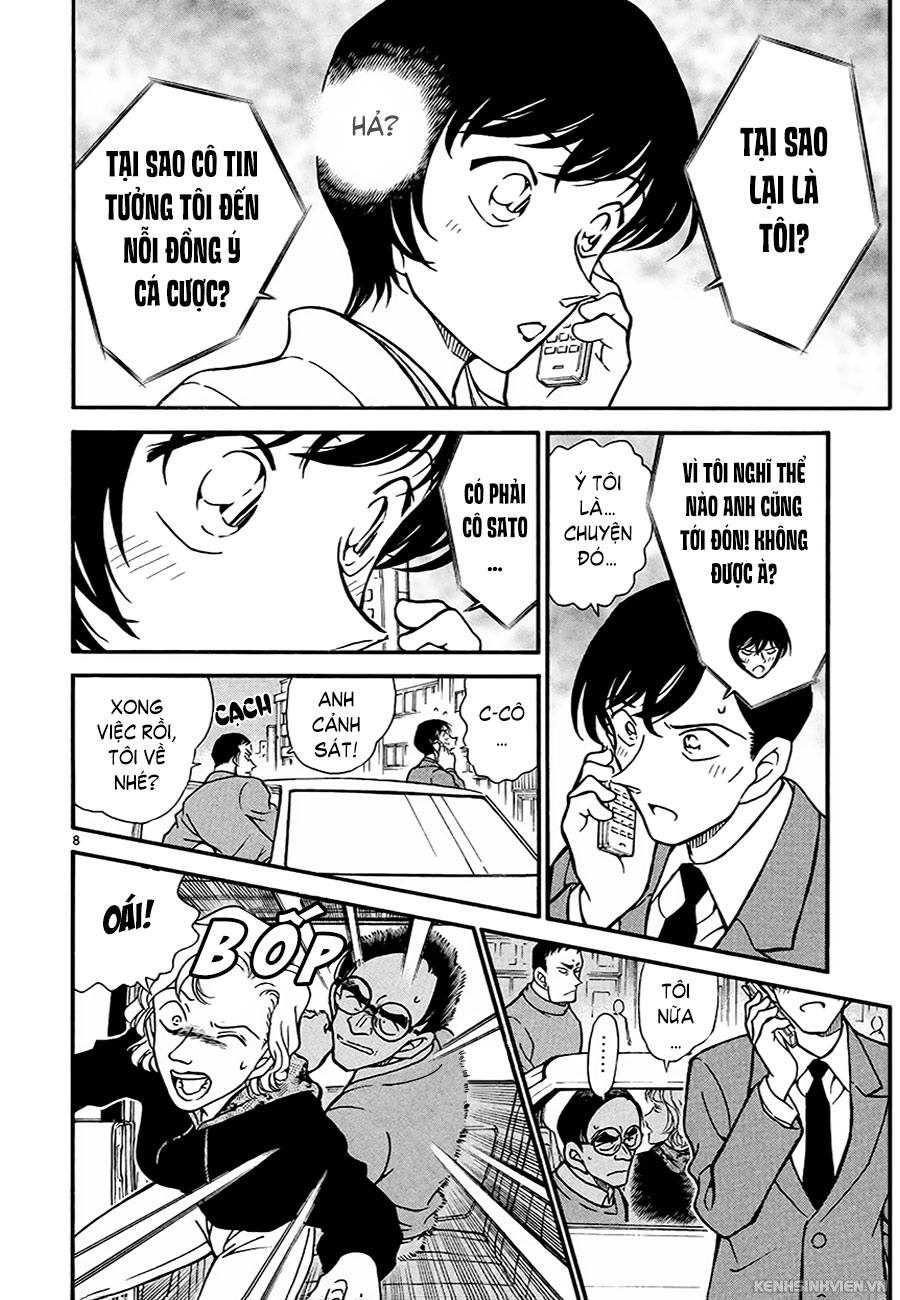 TẠI SAO
LẠI LÀ
TÔI?
HẢ?
TẠI SAO CÔ TIN
TƯỞNG TÔI ĐẾN
NỖI ĐỒNG Ý
CÁ CƯỢC?
VÌ TÔI NGHĨ THỂ
NÀO ANH CŨNG
TỚI ĐÓN! KHÔNG
ĐƯỢC À?
Ý TÔI
LÀ...
CHUYỆN
ĐÓ...
CÓ PHẢI
CÔ SATO
...
C-CÔ
...
ANH
CẢNH
SÁT!
CẠCH
XONG
VIỆC RỒI,
TÔI VỀ
NHÉ?
8
TÔI
NỮA
...
........
BỐP
OÁI!
KENHSINHVIEN.VN